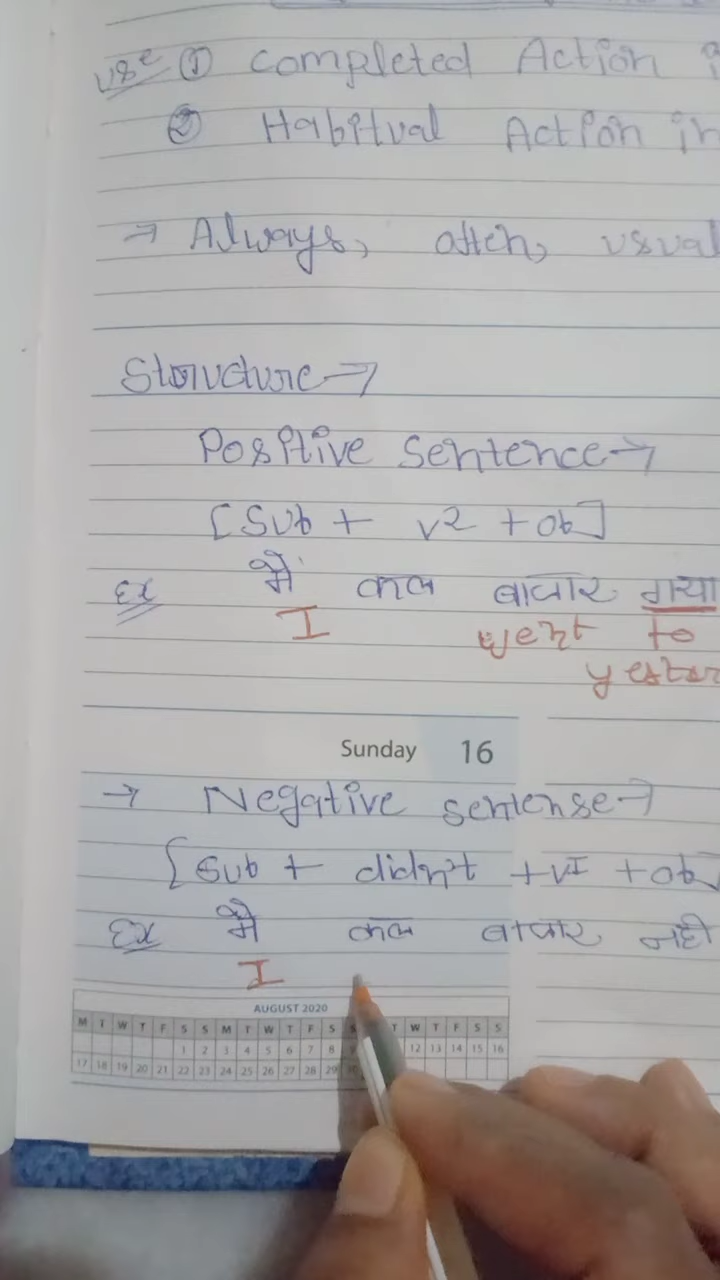 Use ① Completed Action i
② Habitual Action in
→ Always, often, usual
Structure →
Positive Sentence →
[Sub + V2 + ob]
Ex मैं कल बाजार गया
I went to
yester
Sunday 16
→ Negative sentense →
[Sub + didn't + VI + ob]
Ex मै कल बाजार नही
I
AUGUST 2020
M T W T F S S M T W T F S S T W T F S S
1 2 3 4 5 6 7 8 9 12 13 14 15 16
17 18 19 20 21 22 23 24 25 26 27 28 29 30